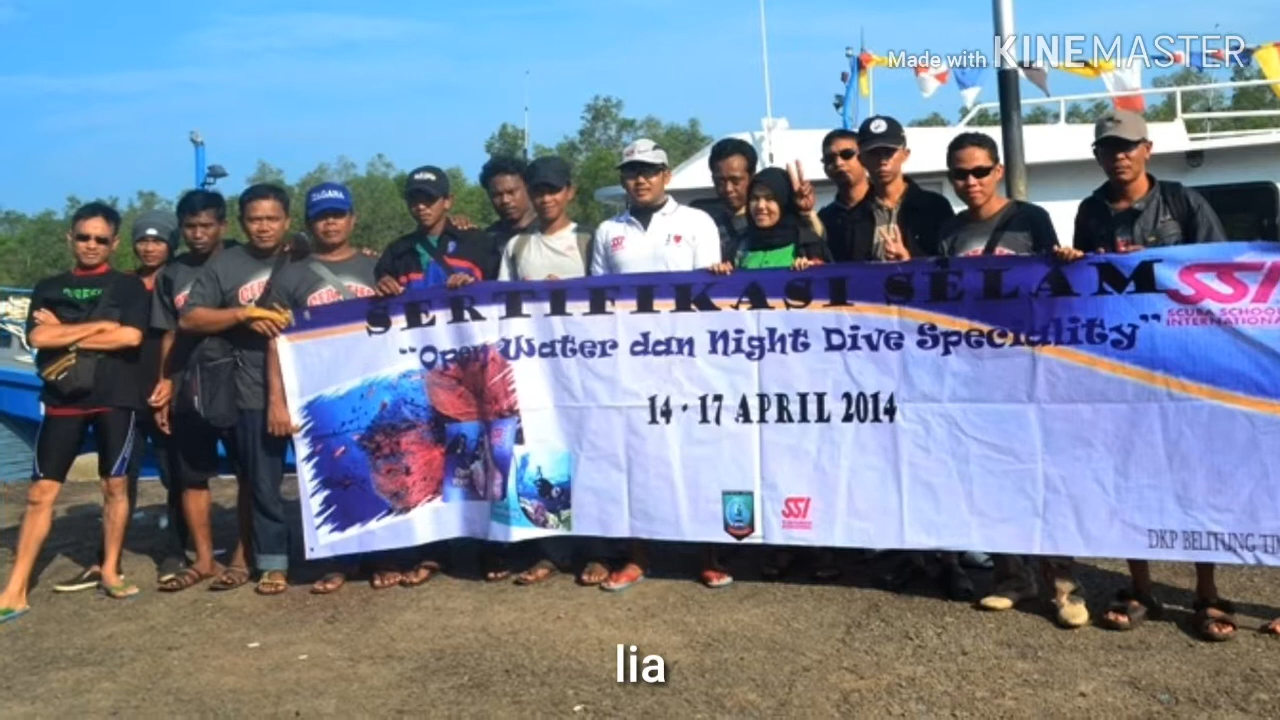 Made with KINEMASTER
SERTIFIKASI SELAM
SSI
SCUBA SCHOOLS
INTERNATIONAL
"Open Water dan Night Dive Speciality"
14 - 17 APRIL 2014
SSI
DKP BELITUNG TIM
lia